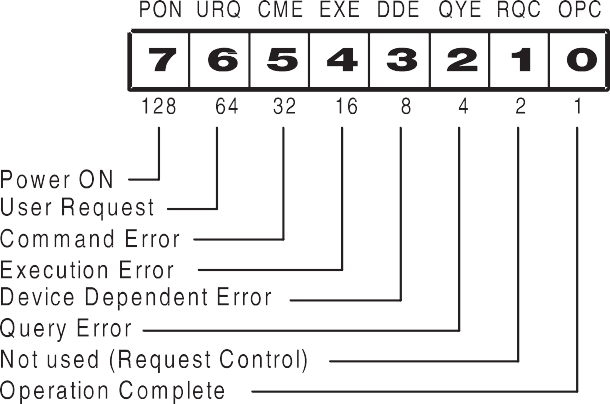 PON URQ CME EXE DDE QYE RQC OPC
7 6 5 4 3 2 1 0
128 64 32 16 8 4 2 1
Power ON
User Request
Command Error
Execution Error
Device Dependent Error
Query Error
Not used (Request Control)
Operation Complete